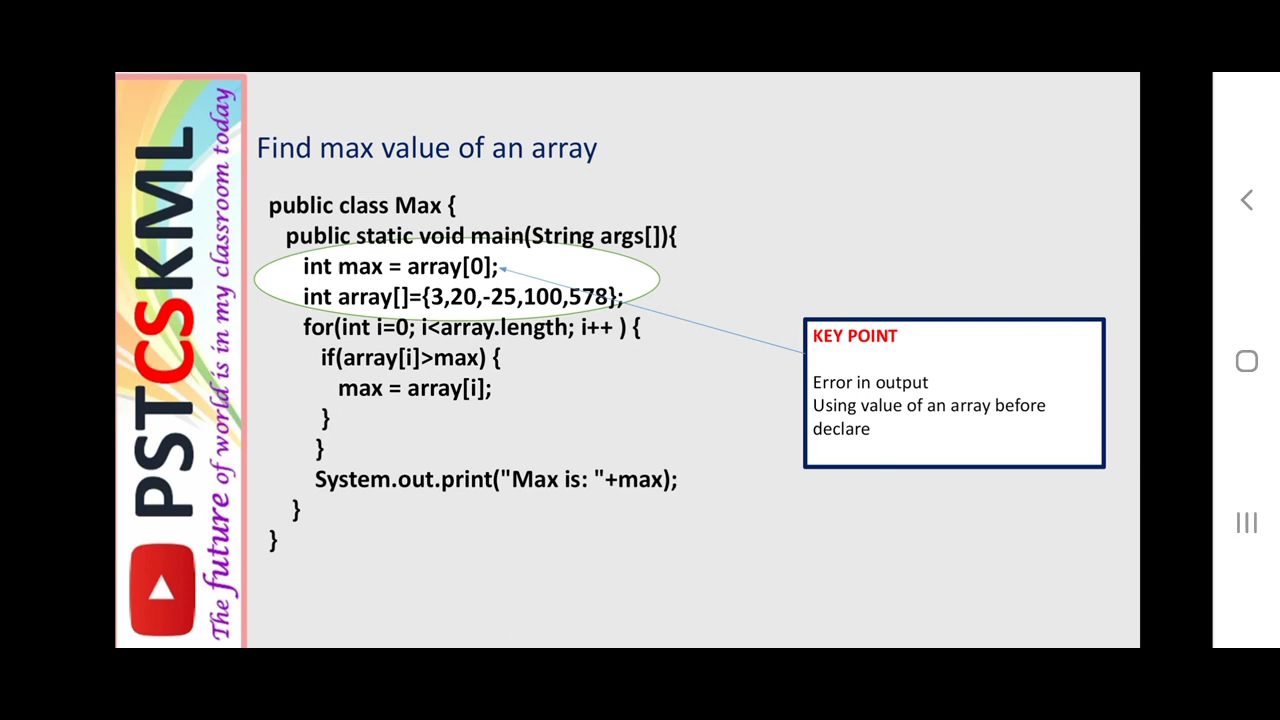 PSTCSKML
The future of world is in my classroom today
Find max value of an array
public class Max {
public static void main(String args[]){
int max = array[0];
int array[]={3,20,-25,100,578};
for(int i=0; i<array.length; i++ ) {
if(array[i]>max) {
max = array[i];
}
}
System.out.print("Max is: "+max);
}
}
KEY POINT
Error in output
Using value of an array before
declare